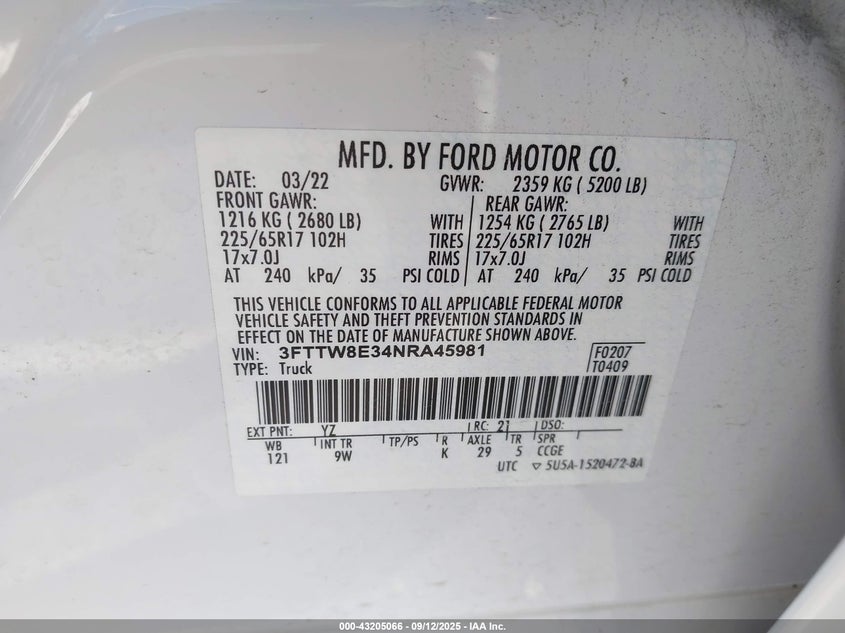 MFD. BY FORD MOTOR CO.
DATE: 03/22 GVWR: 2359 KG ( 5200 LB)
FRONT GAWR: REAR GAWR:
1216 KG ( 2680 LB) WITH 1254 KG ( 2765 LB) WITH
225/65R17 102H TIRES 225/65R17 102H TIRES
17x7.0J RIMS 17x7.0J RIMS
AT 240 kPa/ 35 PSI COLD AT 240 kPa/ 35 PSI COLD
THIS VEHICLE CONFORMS TO ALL APPLICABLE FEDERAL MOTOR
VEHICLE SAFETY AND THEFT PREVENTION STANDARDS IN
EFFECT ON THE DATE OF MANUFACTURE SHOWN ABOVE.
VIN: 3FTTW8E34NRA45981 F0207
TYPE: Truck T0409
EXT PNT: YZ RC: 21 DSO:
WB INT TR TP/PS R AXLE TR SPR
121 9W K 29 5 CCGE
UTC ▽ 5U5A-1520472-BA
000-43205066 - 09/12/2025 - IAA Inc.